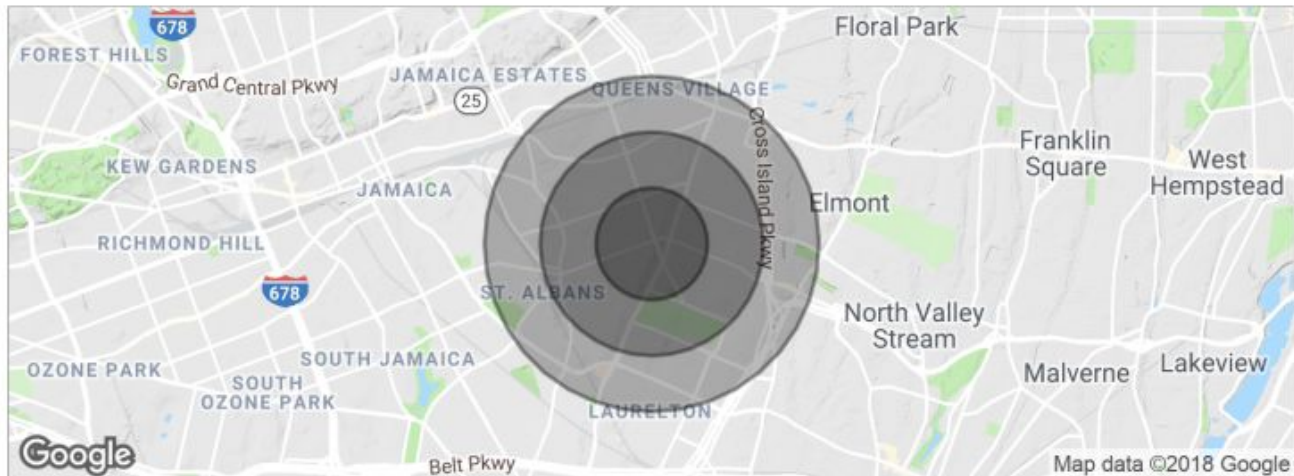 678
Floral Park
FOREST HILLS
JAMAICA ESTATES
Grand Central Pkwy
25
QUEENS VILLAGE
Cross Island Pkwy
Franklin
Square
West
Hempstead
KEW GARDENS
JAMAICA
Elmont
RICHMOND HILL
678
ST. ALBANS
North Valley
Stream
SOUTH JAMAICA
OZONE PARK
SOUTH
OZONE PARK
Malverne
Lakeview
LAURELTON
Google
Belt Pkwy
Map data ©2018 Google